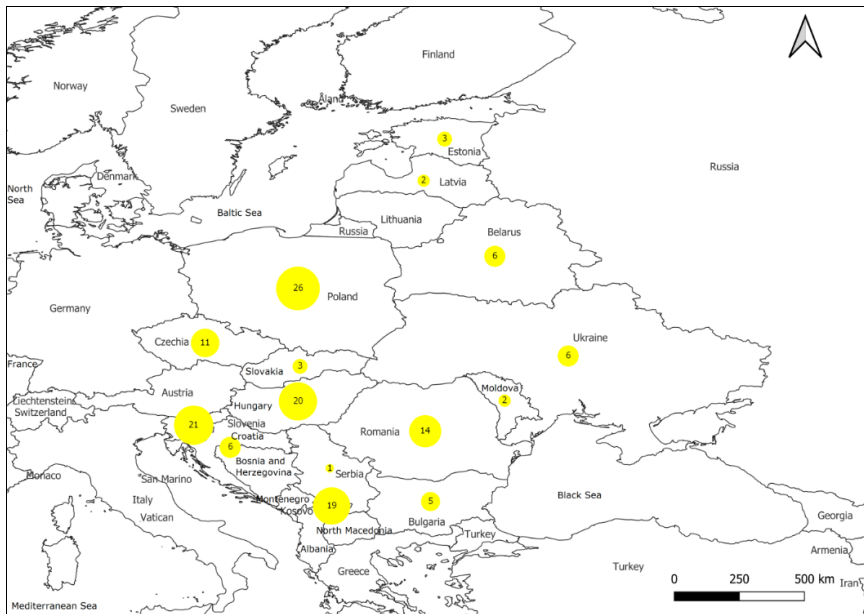 Finland
Norway
Åland
Sweden
3
Estonia
Russia
Denmark
2
Latvia
North
Sea
Baltic Sea
Lithuania
Russia
Belarus
6
26
Poland
Germany
Ukraine
Czechia
11
6
France
3
Slovakia
Moldova
Austria
2
Liechtenstein
Switzerland
Hungary
20
21
Slovenia
Romania
14
Croatia
6
Bosnia and
Herzegovina
1
Serbia
Monaco
San Marino
Montenegro
Italy
Kosovo
19
?
5
Black Sea
Vatican
Bulgaria
Georgia
North Macedonia
Turkey
Albania
Armenia
Greece
Turkey
Iran
0 250 500 km
Mediterranean Sea